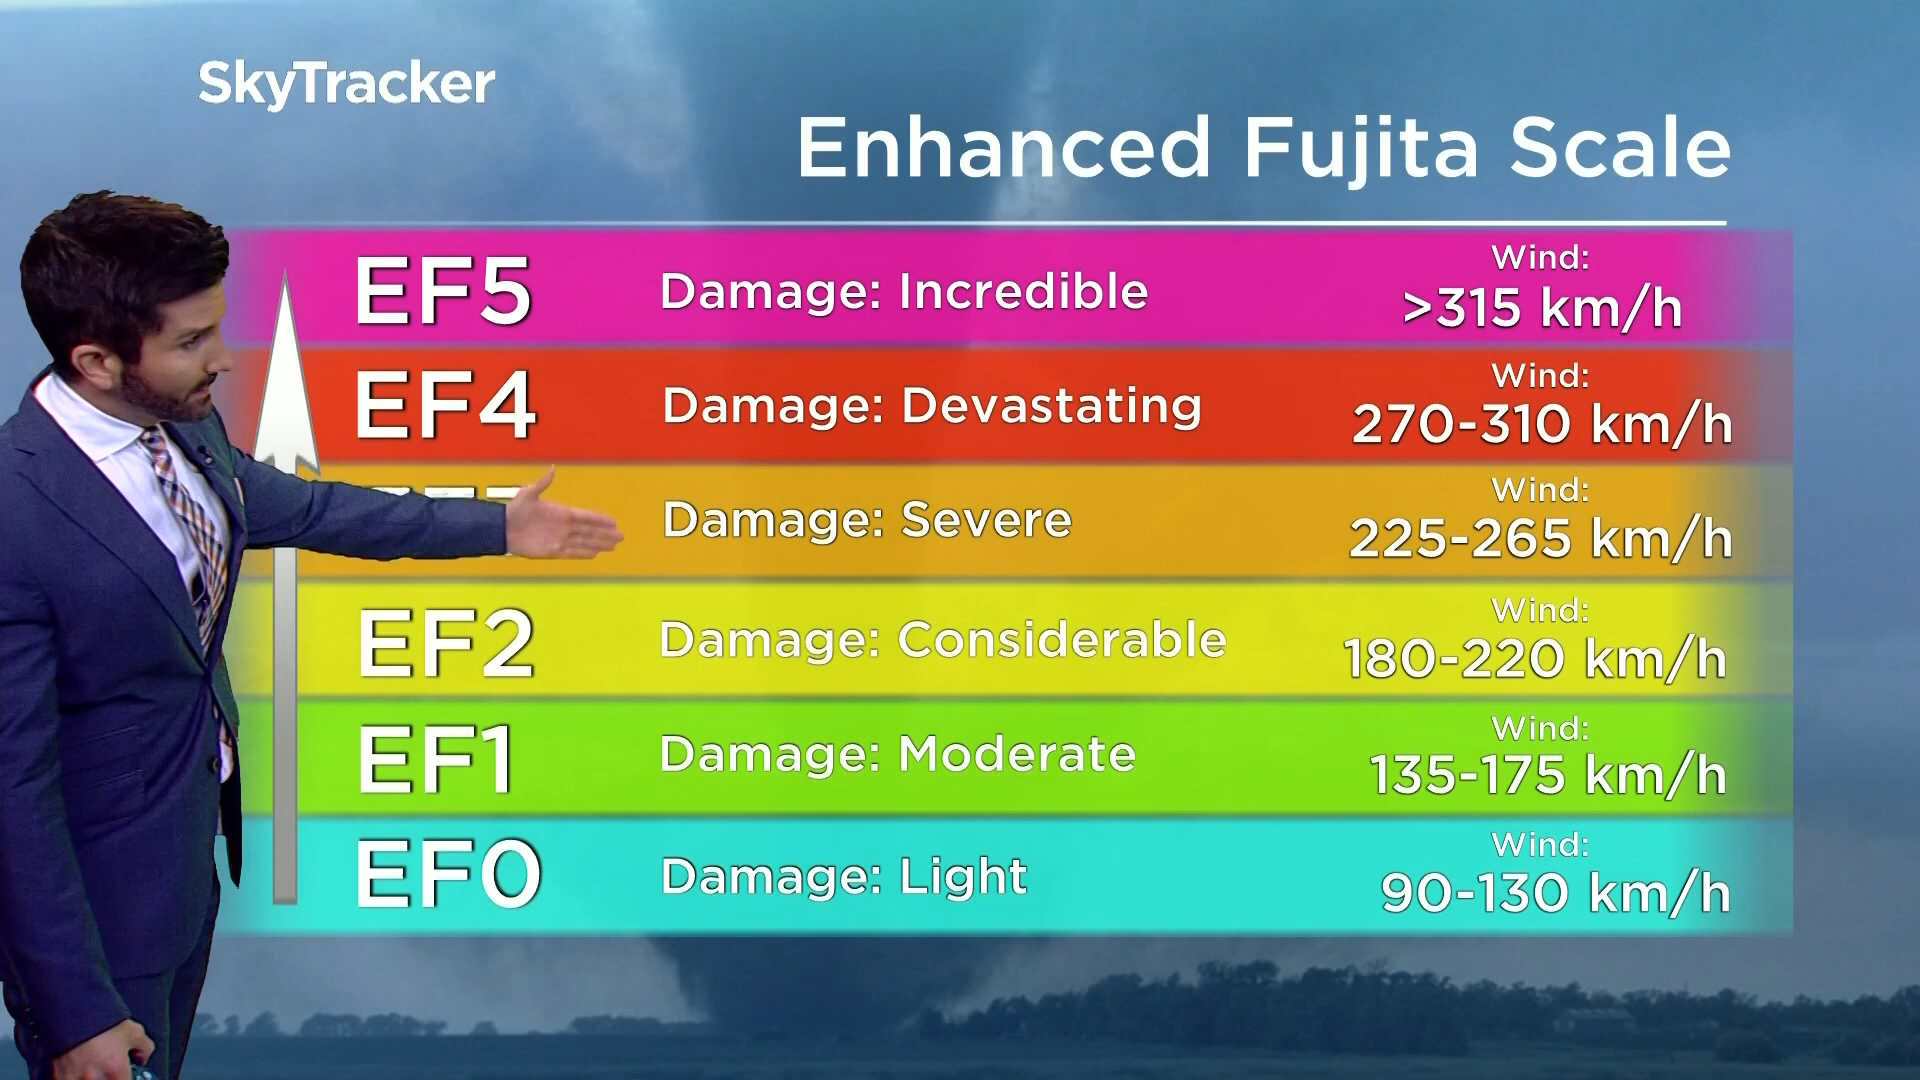 SkyTracker
Enhanced Fujita Scale
EF5 Damage: Incredible Wind: >315 km/h
EF4 Damage: Devastating Wind: 270-310 km/h
Damage: Severe Wind: 225-265 km/h
EF2 Damage: Considerable Wind: 180-220 km/h
EF1 Damage: Moderate Wind: 135-175 km/h
EF0 Damage: Light Wind: 90-130 km/h